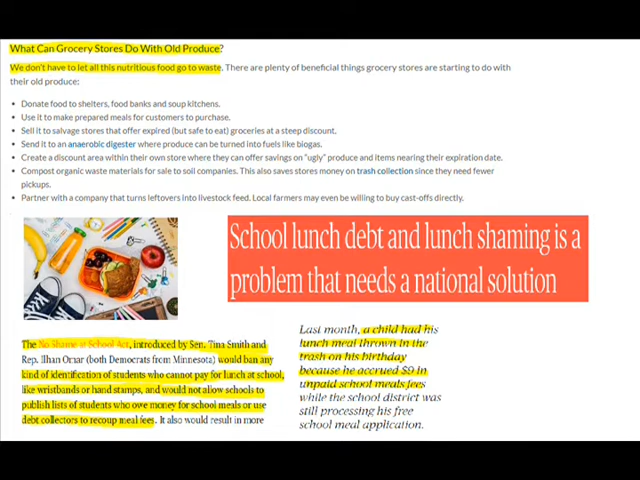 What Can Grocery Stores Do With Old Produce?
We don't have to let all this nutritious food go to waste. There are plenty of beneficial things grocery stores are starting to do with
their old produce:
• Donate food to shelters, food banks and soup kitchens.
• Use it to make prepared meals for customers to purchase.
• Sell it to salvage stores that offer expired (but safe to eat) groceries at a steep discount.
• Send it to an anaerobic digester where produce can be turned into fuels like biogas.
• Create a discount area within their own store where they can offer savings on "ugly" produce and items nearing their expiration date.
• Compost organic waste materials for sale to soil companies. This also saves stores money on trash collection since they need fewer
pickups.
• Partner with a company that turns leftovers into livestock feed. Local farmers may even be willing to buy cast-offs directly.
School lunch debt and lunch shaming is a
problem that needs a national solution
The No Shame at School Act, introduced by Sen. Tina Smith and
Rep. Ilhan Omar (both Democrats from Minnesota) would ban any
kind of identification of students who cannot pay for lunch at school,
like wristbands or hand stamps, and would not allow schools to
publish lists of students who owe money for school meals or use
debt collectors to recoup meal fees. It also would result in more
Last month, a child had his
lunch meal thrown in the
trash on his birthday
because he accrued $9 in
unpaid school meals fees
while the school district was
still processing his free
school meal application.